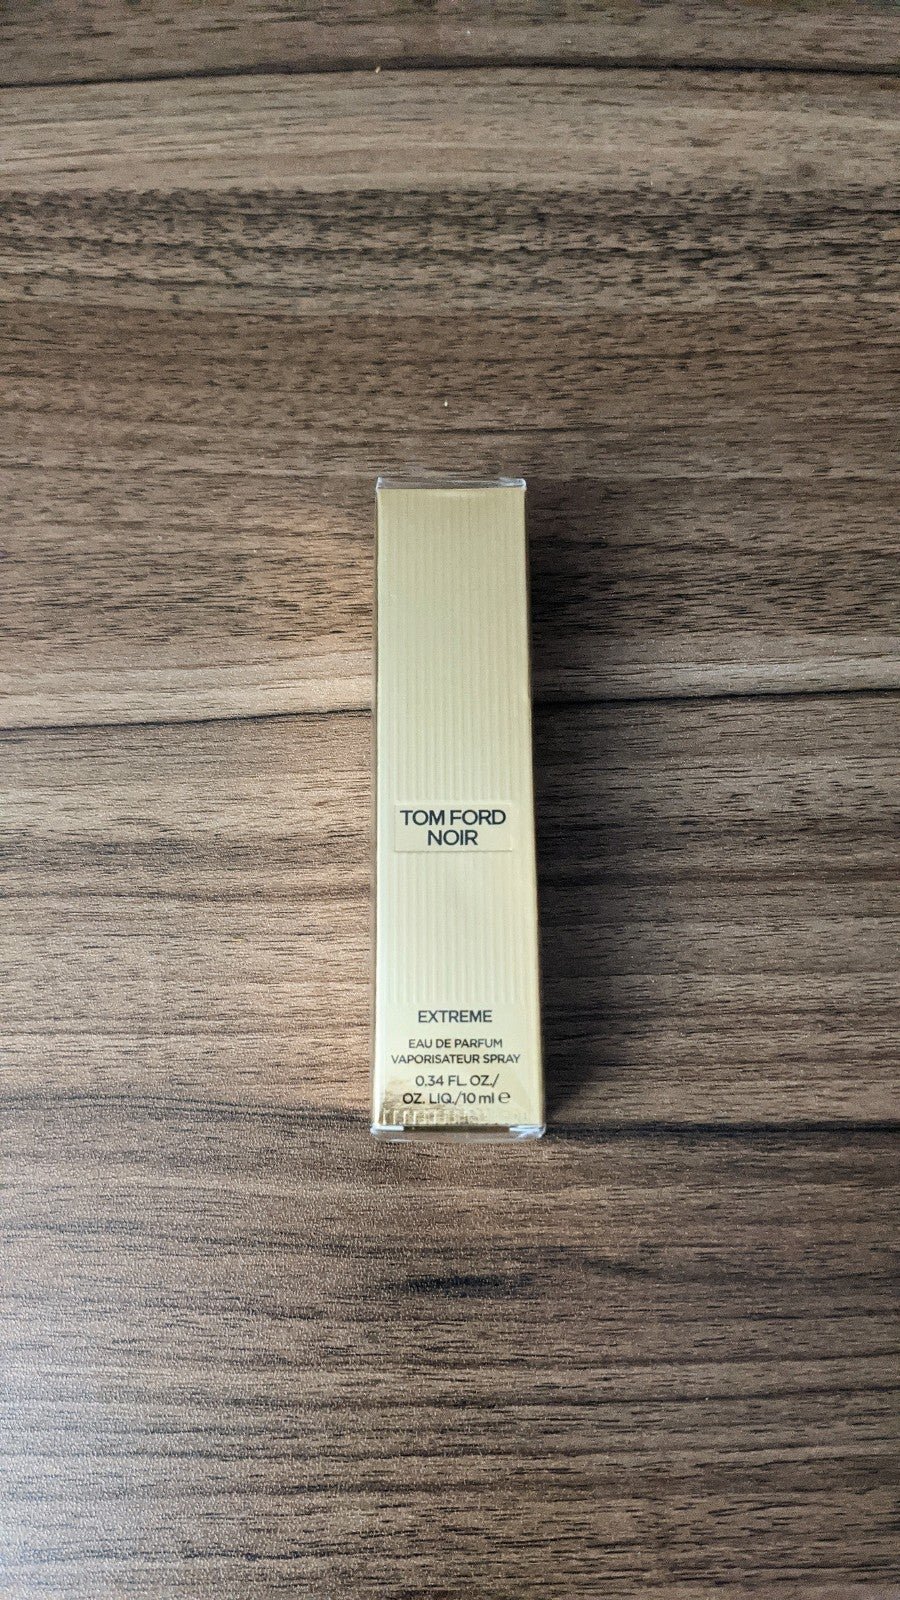 TOM FORD
NOIR
EXTREME
EAU DE PARFUM
VAPORISATEUR SPRAY
0.34 FL. OZ./
OZ. LIQ./10 ml ℮